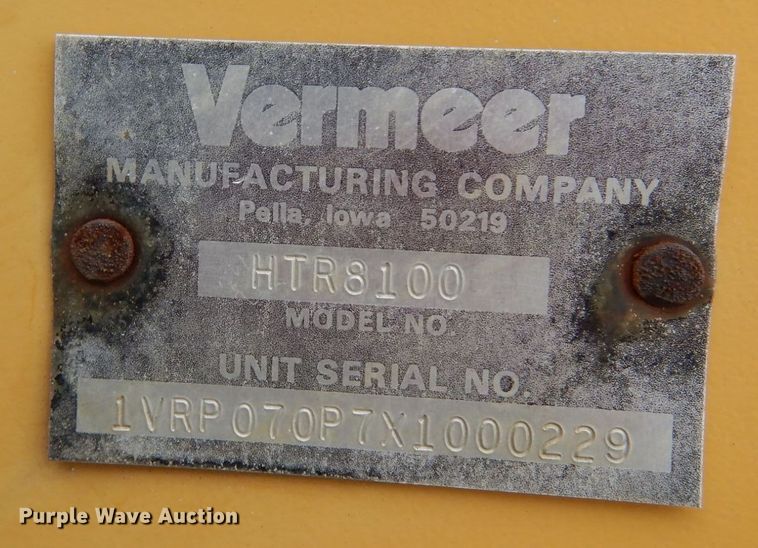 Vermeer
MANUFACTURING COMPANY
Pella, Iowa 50219
HTR8100
MODEL NO.
UNIT SERIAL NO.
1VRP070P7X1000229
Purple Wave Auction